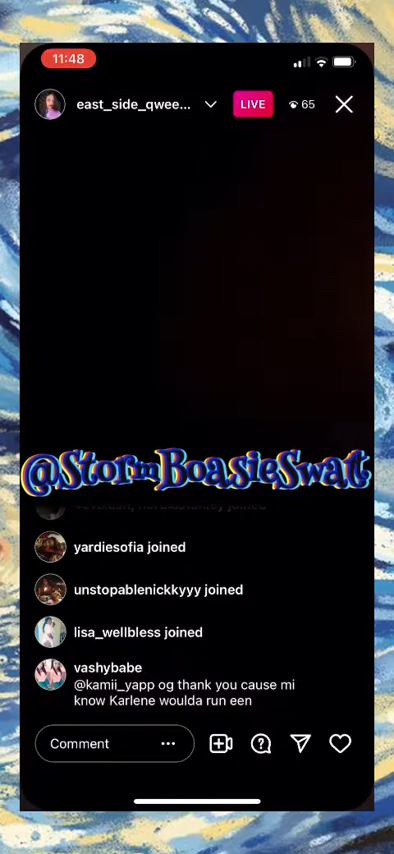 11:48
east_side_qwee...
LIVE
65
@StormBoasieSwatt
yardiesofia joined
unstopablenickkyyy joined
lisa_wellbless joined
vashybabe
@kamii_yapp og thank you cause mi
know Karlene woulda run een
Comment